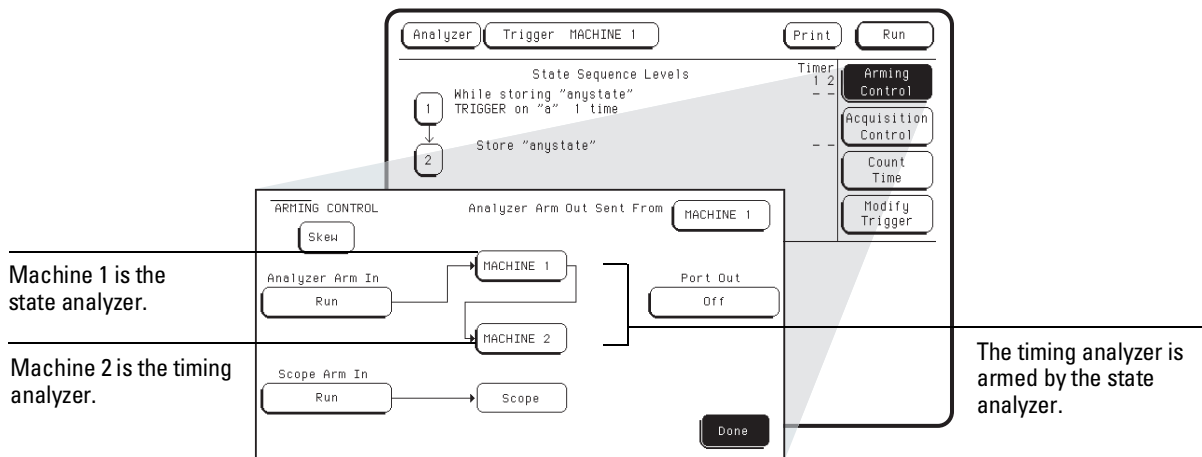 Analyzer Trigger MACHINE 1 Print Run
State Sequence Levels
Timer
1 2
While storing "anystate"
TRIGGER on "a" 1 time
- -
1
Store "anystate"
- -
2
Arming
Control
Acquisition
Control
Count
Time
Modify
Trigger
ARMING CONTROL
Analyzer Arm Out Sent From MACHINE 1
Skew
MACHINE 1
Analyzer Arm In
Run
Port Out
Off
MACHINE 2
Scope Arm In
Run
Scope
Done
Machine 1 is the
state analyzer.
Machine 2 is the timing
analyzer.
The timing analyzer is
armed by the state
analyzer.